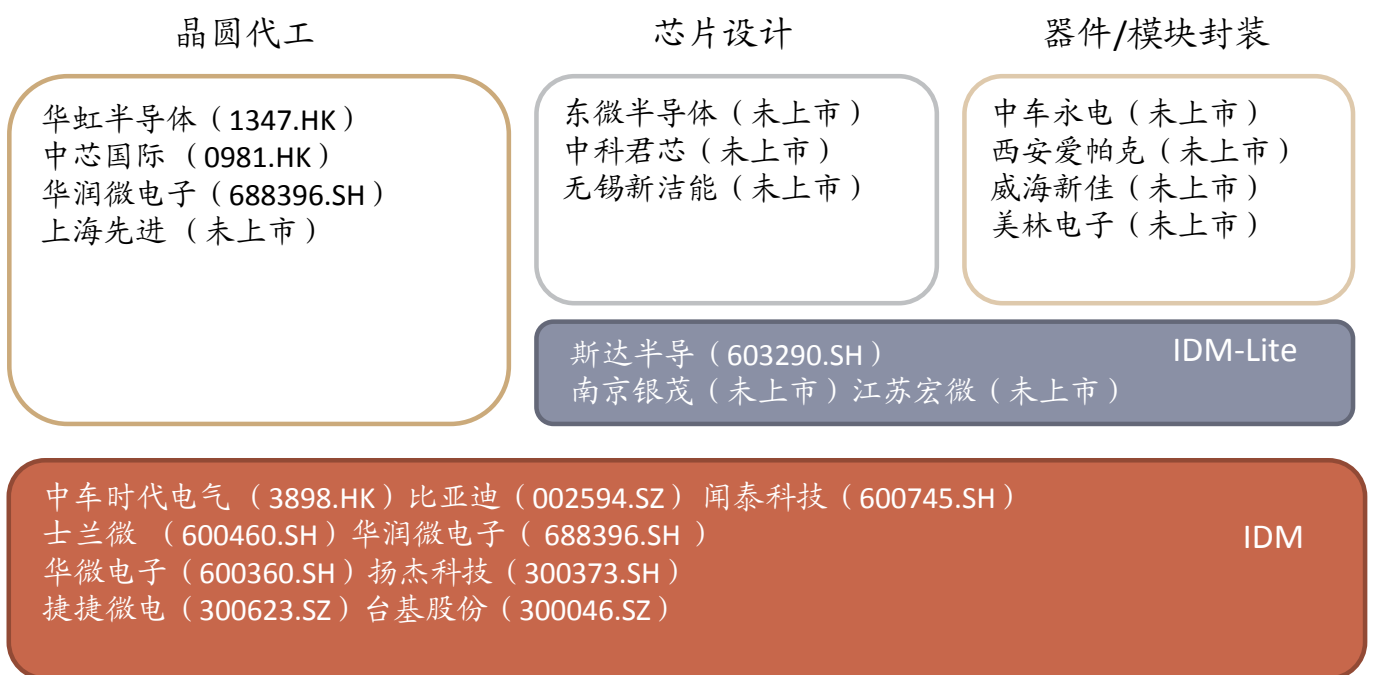 晶圆代工
芯片设计
器件/模块封装
华虹半导体（1347.HK）
中芯国际 （0981.HK）
华润微电子（688396.SH）
上海先进 （未上市）
东微半导体（未上市）
中科君芯（未上市）
无锡新洁能（未上市）
中车永电（未上市）
西安爱帕克（未上市）
威海新佳（未上市）
美林电子（未上市）
斯达半导（603290.SH）
南京银茂（未上市）江苏宏微（未上市）
IDM-Lite
中车时代电气 （3898.HK）比亚迪（002594.SZ） 闻泰科技（600745.SH）
士兰微 （600460.SH）华润微电子（ 688396.SH ）
华微电子（600360.SH）扬杰科技（300373.SH）
捷捷微电（300623.SZ）台基股份（300046.SZ）
IDM